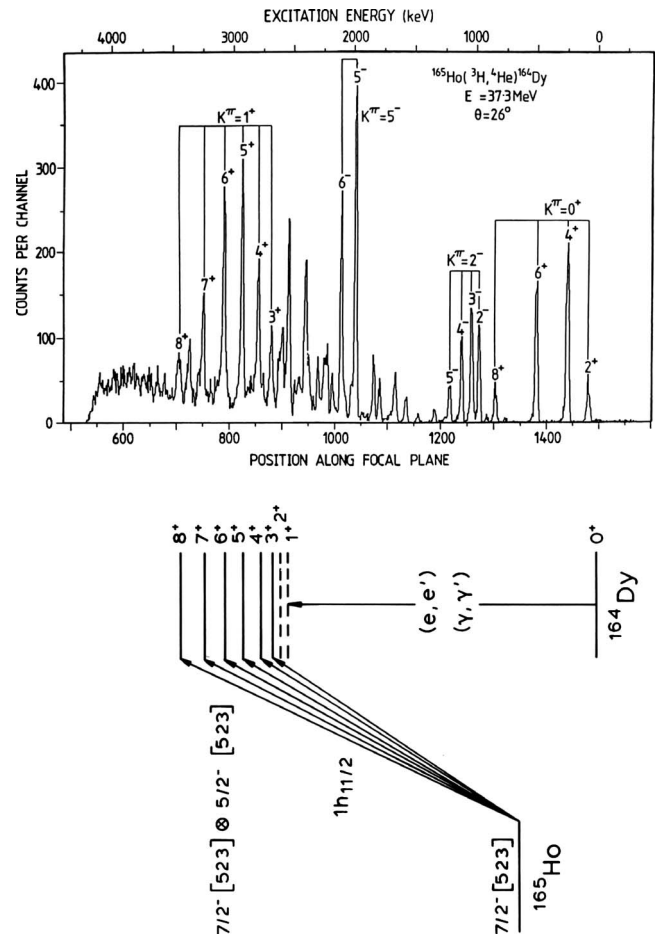 EXCITATION ENERGY (keV)
4000 3000 2000 1000 0
400
300
200
100
0
COUNTS PER CHANNEL
¹⁶⁵Ho(³H,⁴He)¹⁶⁴Dy
E = 37·3 MeV
θ=26°
Kπ=1⁺
8⁺ 7⁺ 6⁺ 5⁺ 4⁺ 3⁺
6⁻ 5⁻
Kπ=5⁻
Kπ=2⁻
5⁻ 4⁻ 3⁻ 2⁻
Kπ=0⁺
8⁺ 6⁺ 4⁺ 2⁺
600 800 1000 1200 1400
POSITION ALONG FOCAL PLANE
8⁺
7⁺
6⁺
5⁺
4⁺
3⁺
2⁺
1⁺
0⁺
(e, e′)
(γ, γ′)
¹⁶⁴Dy
7/2⁻ [523] ⊗ 5/2⁻ [523]
1h₁₁/₂
7/2⁻ [523]
¹⁶⁵Ho